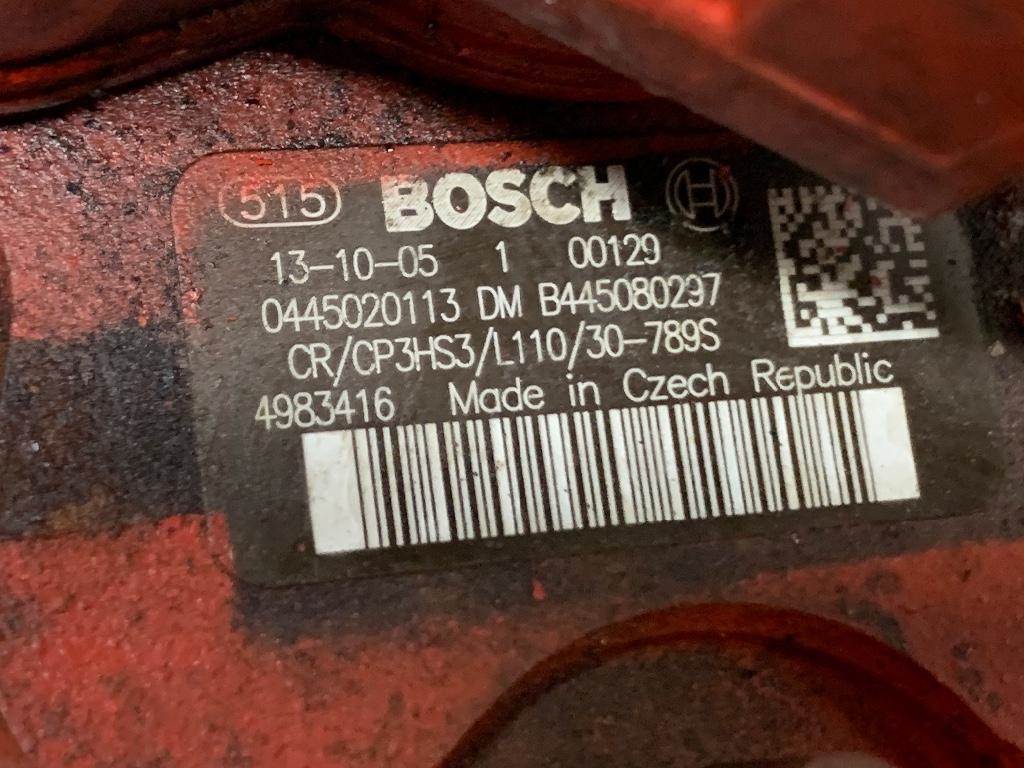 515 BOSCH
13-10-05 1 00129
0445020113 DM B445080297
CR/CP3HS3/L110/30-789S
4983416 Made in Czech Republic